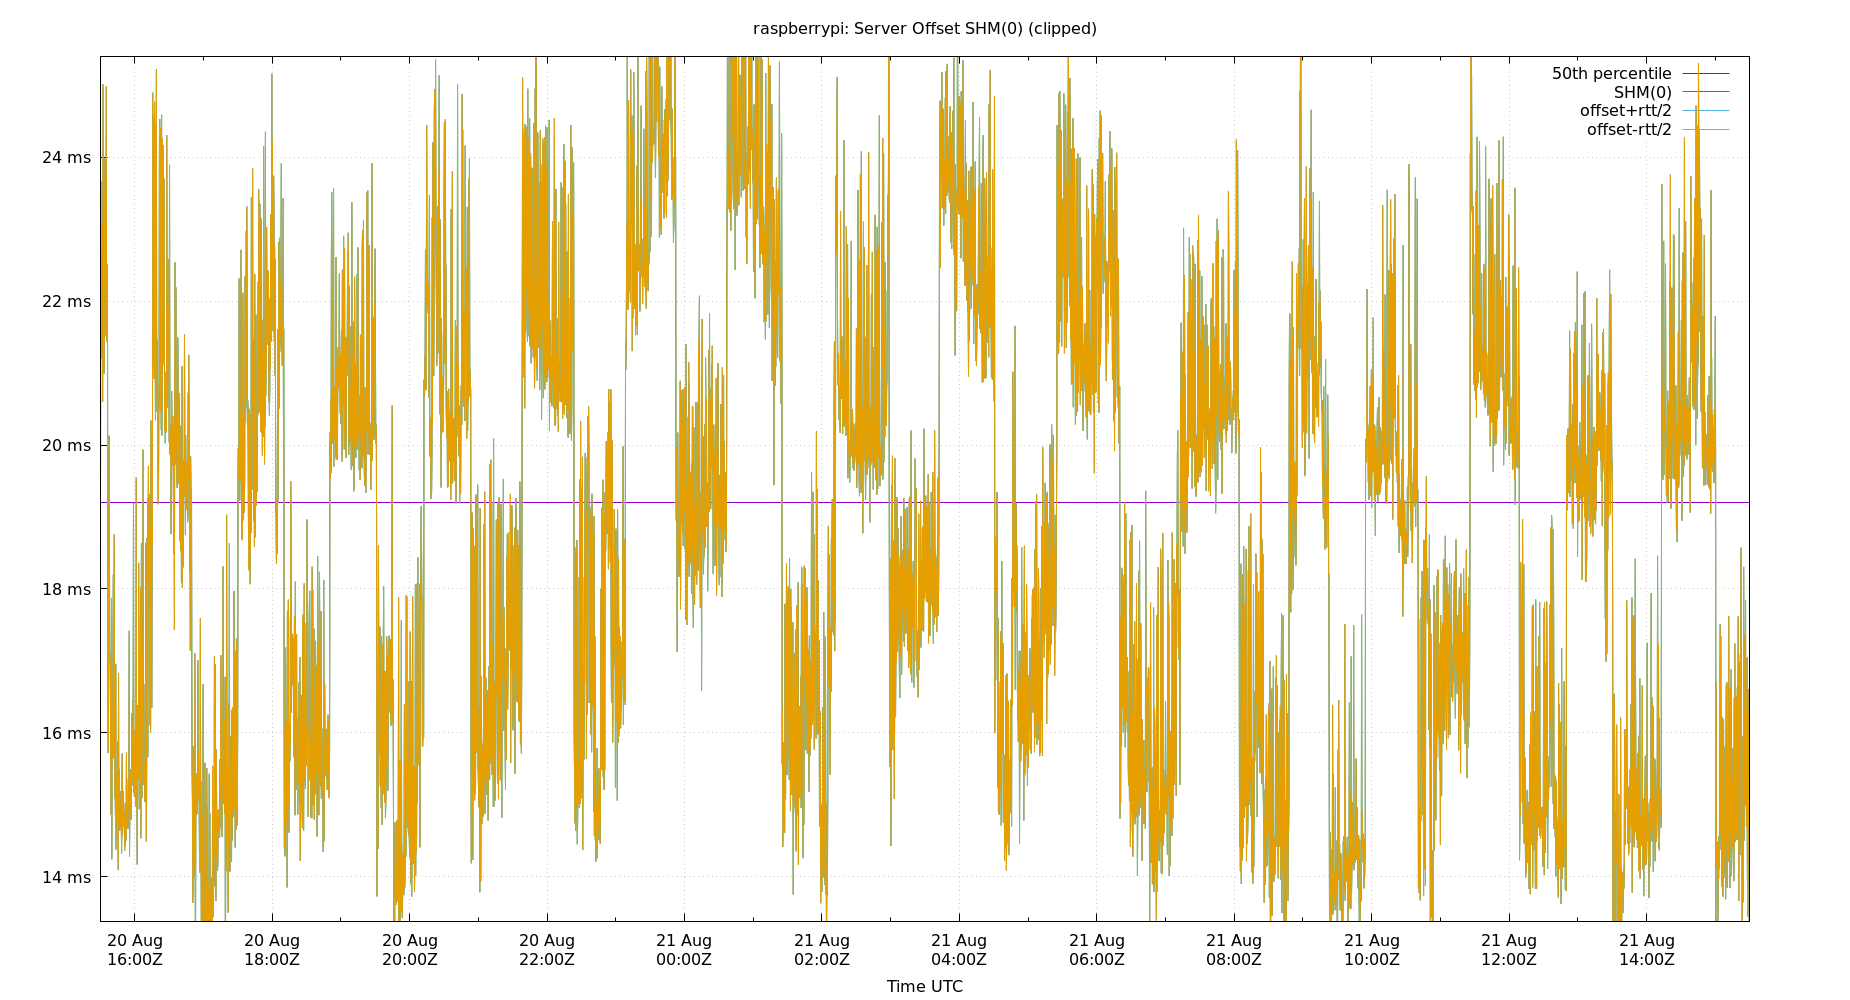 raspberrypi: Server Offset SHM(0) (clipped)
50th percentile
SHM(0)
offset+rtt/2
offset-rtt/2
24 ms
22 ms
20 ms
18 ms
16 ms
14 ms
20 Aug 20 Aug 20 Aug 20 Aug 21 Aug 21 Aug 21 Aug 21 Aug 21 Aug 21 Aug 21 Aug 21 Aug
16:00Z 18:00Z 20:00Z 22:00Z 00:00Z 02:00Z 04:00Z 06:00Z 08:00Z 10:00Z 12:00Z 14:00Z
Time UTC